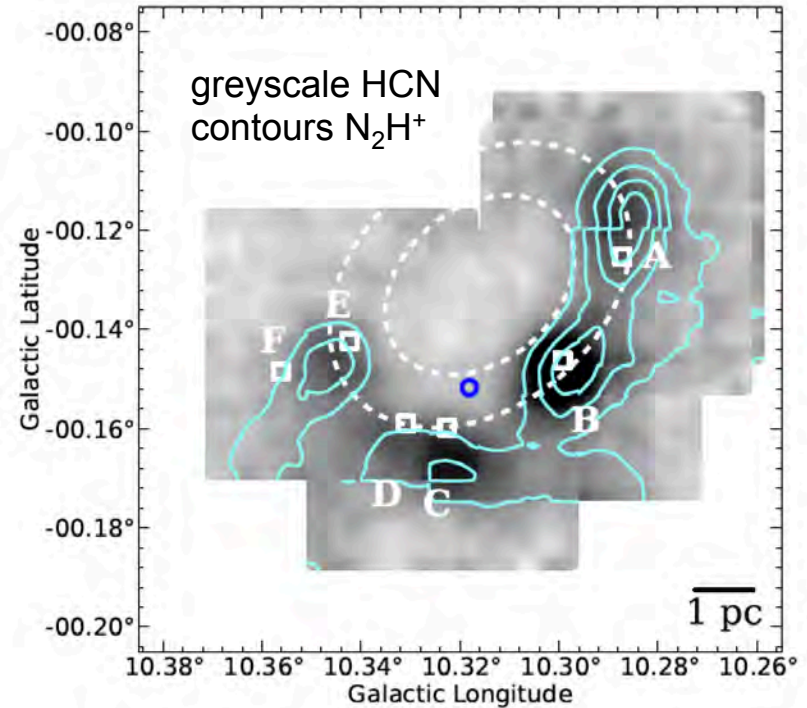 -00.08°
greyscale HCN
contours N₂H⁺
-00.10°
-00.12°
A
-00.14°
E
F
-00.16°
B
D
C
-00.18°
1 pc
-00.20°
10.38° 10.36° 10.34° 10.32° 10.30° 10.28° 10.26°
Galactic Longitude
Galactic Latitude